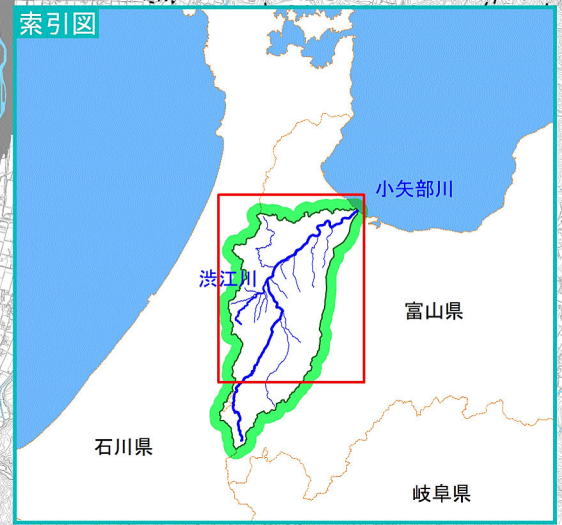 索引図
小矢部川
渋江川
富山県
石川県
岐阜県